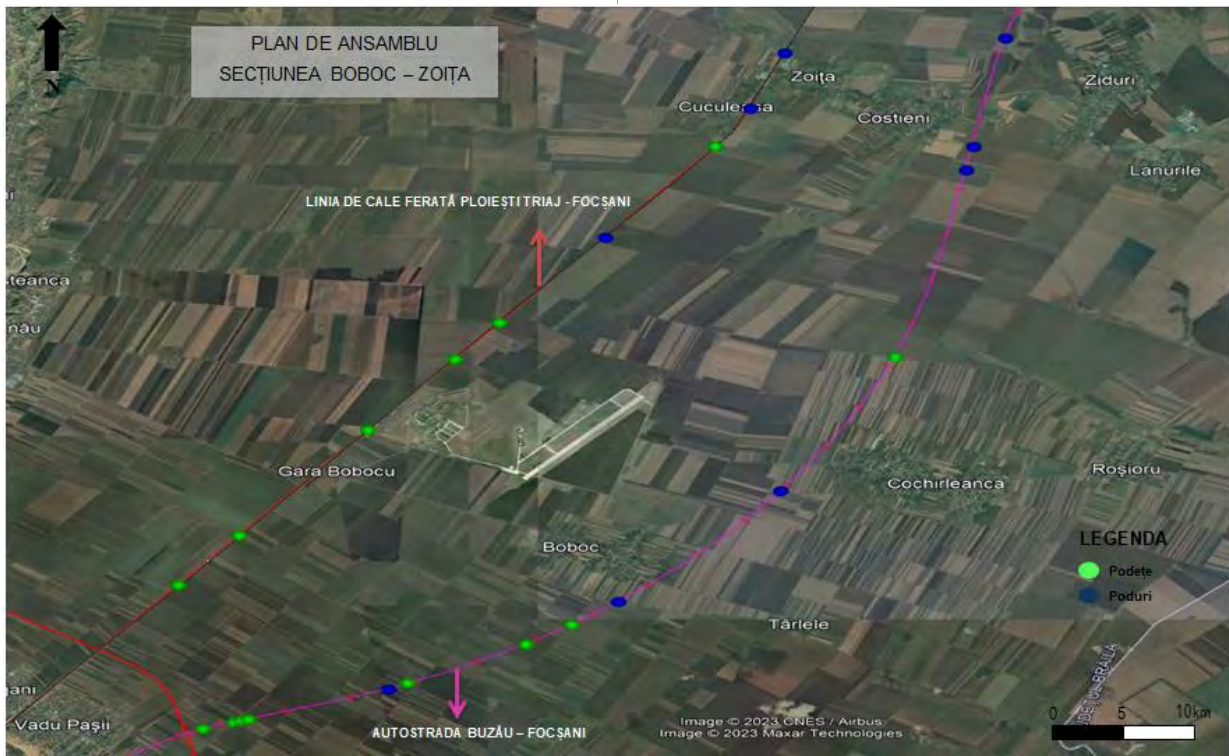 PLAN DE ANSAMBLU
SECȚIUNEA BOBOC – ZOIȚA
N
Zoița
Ziduri
Cuculeasa
Costieni
Lanurile
LINIA DE CALE FERATĂ PLOIEȘTI TRIAJ - FOCȘANI
șteanca
nău
Gara Bobocu
Cochirleanca
Roșioru
Boboc
LEGENDA
Podețe
Poduri
Târlele
Vadu Pașii
AUTOSTRADA BUZĂU – FOCȘANI
Image © 2023 CNES / Airbus
Image © 2023 Maxar Technologies
0 5 10km